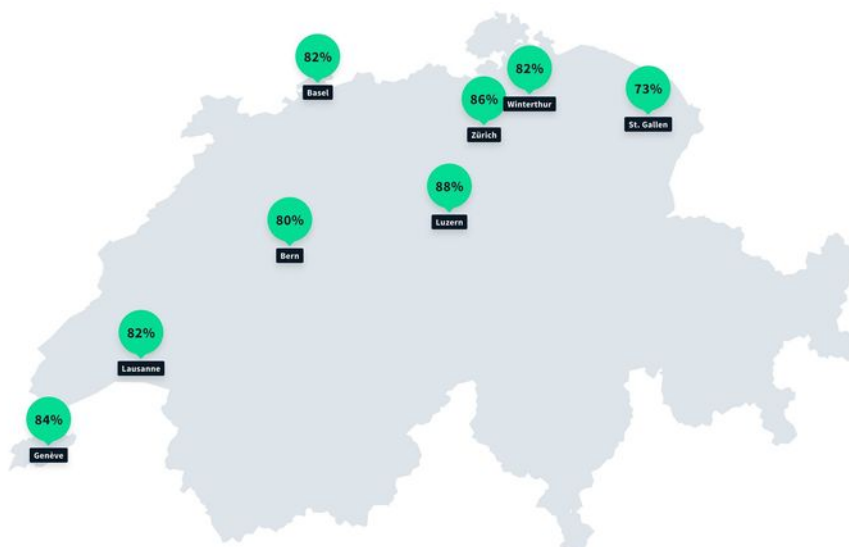 82%
Basel
82%
Winterthur
86%
Zürich
73%
St. Gallen
88%
Luzern
80%
Bern
82%
Lausanne
84%
Genève